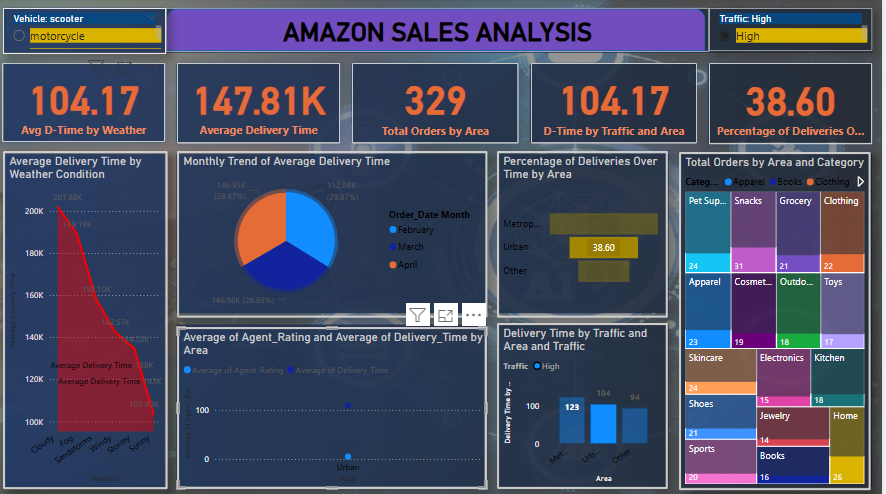 Vehicle: scooter
motorcycle
AMAZON SALES ANALYSIS
Traffic: High
High
104.17
Avg D-Time by Weather
147.81K
Average Delivery Time
329
Total Orders by Area
104.17
D-Time by Traffic and Area
38.60
Percentage of Deliveries O...
Average Delivery Time by
Weather Condition
201.88K
200K
180K
160K
140K
120K
100K
142.57K
Average Delivery Time
Average Delivery Time
Cloudy
Fog
Sandstorms
Windy
Stormy
Sunny
Weather
Monthly Trend of Average Delivery Time
146.95K
(28.87%)
152.04K
(29.87%)
146.98K (28.88%)
Order_Date Month
February
March
April
Average of Agent_Rating and Average of Delivery_Time by
Area
Average of Agent_Rating
Average of Delivery_Time
100
0
Urban
Area
Percentage of Deliveries Over
Time by Area
Metrop...
Urban
38.60
Other
Delivery Time by Traffic and
Area and Traffic
Traffic
High
Delivery Time by ...
100
0
123
104
94
Met...
Urb...
Other
Area
Total Orders by Area and Category
Categ...
Apparel
Books
Clothing
Pet Sup...
24
Snacks
31
Grocery
21
Clothing
22
Apparel
23
Cosmet...
19
Outdo...
18
Toys
17
Skincare
24
Electronics
15
Kitchen
18
Shoes
21
Jewelry
14
Home
26
Sports
20
Books
16